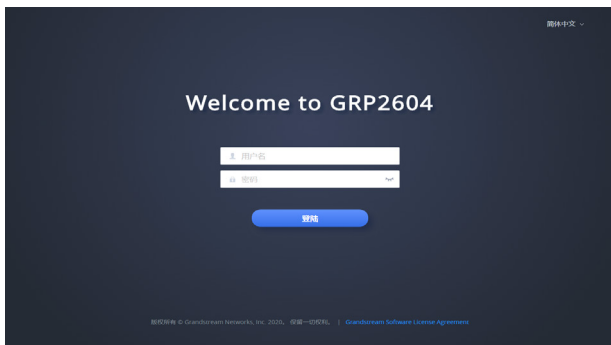 简体中文
Welcome to GRP2604
用户名
密码
登陆
版权所有 © Grandstream Networks, Inc. 2020。 保留一切权利。 | Grandstream Software License Agreement